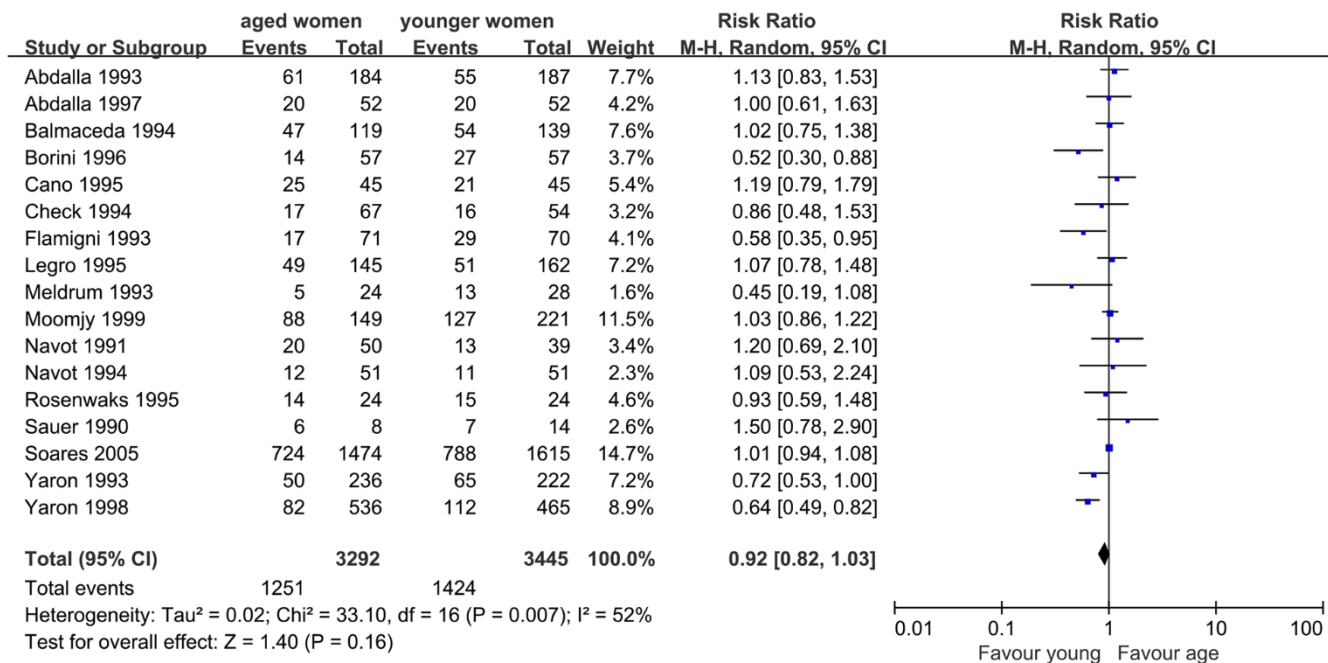 aged women younger women Risk Ratio Risk Ratio
Study or Subgroup Events Total Events Total Weight M-H, Random, 95% CI M-H, Random, 95% CI
Abdalla 1993 61 184 55 187 7.7% 1.13 [0.83, 1.53]
Abdalla 1997 20 52 20 52 4.2% 1.00 [0.61, 1.63]
Balmaceda 1994 47 119 54 139 7.6% 1.02 [0.75, 1.38]
Borini 1996 14 57 27 57 3.7% 0.52 [0.30, 0.88]
Cano 1995 25 45 21 45 5.4% 1.19 [0.79, 1.79]
Check 1994 17 67 16 54 3.2% 0.86 [0.48, 1.53]
Flamigni 1993 17 71 29 70 4.1% 0.58 [0.35, 0.95]
Legro 1995 49 145 51 162 7.2% 1.07 [0.78, 1.48]
Meldrum 1993 5 24 13 28 1.6% 0.45 [0.19, 1.08]
Moomjy 1999 88 149 127 221 11.5% 1.03 [0.86, 1.22]
Navot 1991 20 50 13 39 3.4% 1.20 [0.69, 2.10]
Navot 1994 12 51 11 51 2.3% 1.09 [0.53, 2.24]
Rosenwaks 1995 14 24 15 24 4.6% 0.93 [0.59, 1.48]
Sauer 1990 6 8 7 14 2.6% 1.50 [0.78, 2.90]
Soares 2005 724 1474 788 1615 14.7% 1.01 [0.94, 1.08]
Yaron 1993 50 236 65 222 7.2% 0.72 [0.53, 1.00]
Yaron 1998 82 536 112 465 8.9% 0.64 [0.49, 0.82]
Total (95% CI) 3292 3445 100.0% 0.92 [0.82, 1.03]
Total events 1251 1424
Heterogeneity: Tau² = 0.02; Chi² = 33.10, df = 16 (P = 0.007); I² = 52%
Test for overall effect: Z = 1.40 (P = 0.16)
0.01 0.1 1 10 100
Favour young Favour age